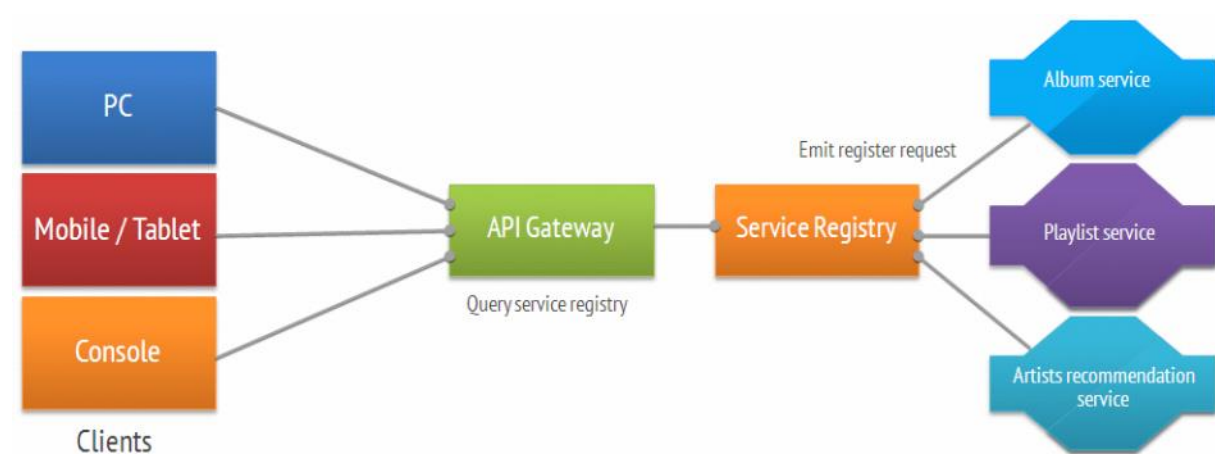 PC
Mobile / Tablet
Console
Clients
API Gateway
Query service registry
Service Registry
Emit register request
Album service
Playlist service
Artists recommendation
service